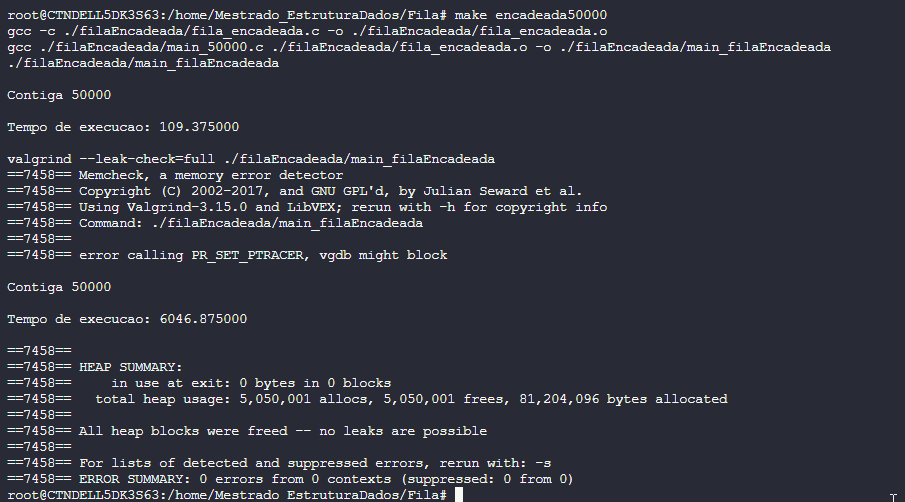 root@CTNDELL5DK3S63:/home/Mestrado_EstruturaDados/Fila# make encadeada50000
gcc -c ./filaEncadeada/fila_encadeada.c -o ./filaEncadeada/fila_encadeada.o
gcc ./filaEncadeada/main_50000.c ./filaEncadeada/fila_encadeada.o -o ./filaEncadeada/main_filaEncadeada
./filaEncadeada/main_filaEncadeada
Contiga 50000
Tempo de execucao: 109.375000
valgrind --leak-check=full ./filaEncadeada/main_filaEncadeada
==7458== Memcheck, a memory error detector
==7458== Copyright (C) 2002-2017, and GNU GPL'd, by Julian Seward et al.
==7458== Using Valgrind-3.15.0 and LibVEX; rerun with -h for copyright info
==7458== Command: ./filaEncadeada/main_filaEncadeada
==7458==
==7458== error calling PR_SET_PTRACER, vgdb might block
Contiga 50000
Tempo de execucao: 6046.875000
==7458==
==7458== HEAP SUMMARY:
==7458==     in use at exit: 0 bytes in 0 blocks
==7458==   total heap usage: 5,050,001 allocs, 5,050,001 frees, 81,204,096 bytes allocated
==7458==
==7458== All heap blocks were freed -- no leaks are possible
==7458==
==7458== For lists of detected and suppressed errors, rerun with: -s
==7458== ERROR SUMMARY: 0 errors from 0 contexts (suppressed: 0 from 0)
root@CTNDELL5DK3S63:/home/Mestrado_EstruturaDados/Fila#